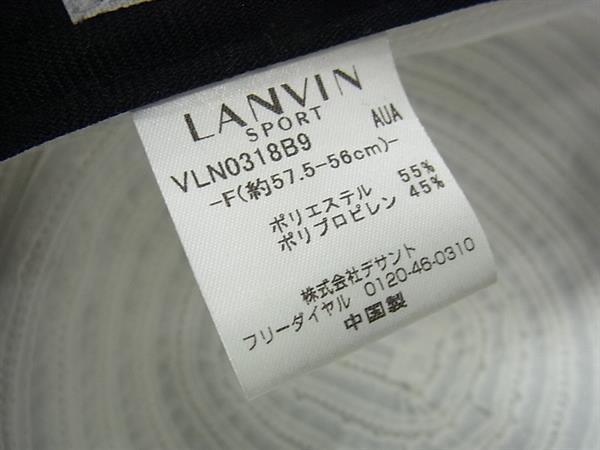 LANVIN
SPORT
VLN0318B9 AUA
-F(約57.5-56cm)-
ポリエステル 55%
ポリプロピレン 45%
株式会社デサント
フリーダイヤル 0120-46-0310
中国製